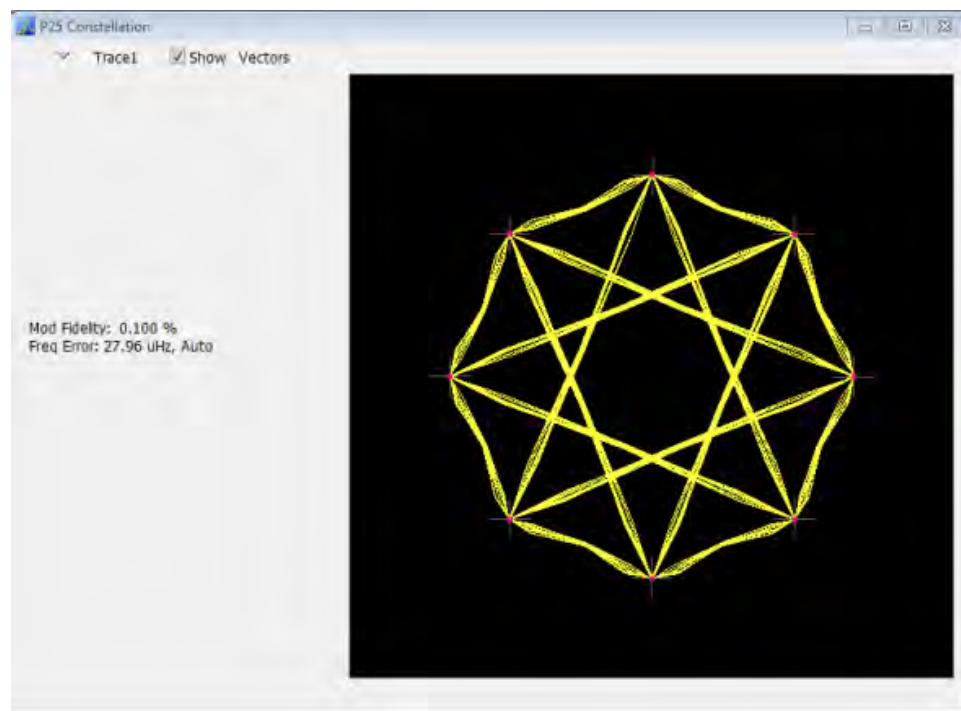 P25 Constellation
Trace1 Show Vectors
Mod Fidelity: 0.100 %
Freq Error: 27.96 uHz, Auto